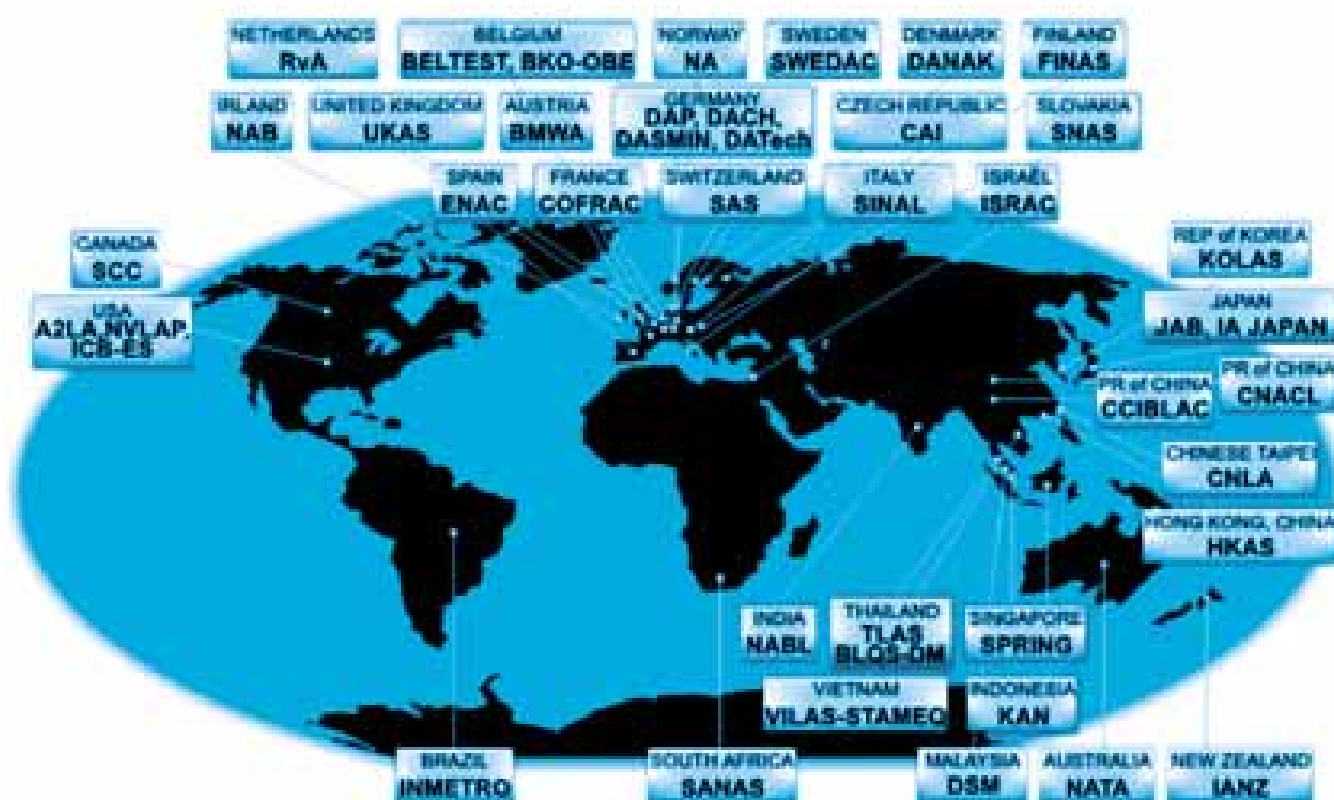 NETHERLANDS
RvA
BELGIUM
BELTEST, BKO-OBE
NORWAY
NA
SWEDEN
SWEDAC
DENMARK
DANAK
FINLAND
FINAS
IRLAND
NAB
UNITED KINGDOM
UKAS
AUSTRIA
BMWA
GERMANY
DAP, DACH,
DASMIN, DATech
CZECH REPUBLIC
CAI
SLOVAKIA
SNAS
SPAIN
ENAC
FRANCE
COFRAC
SWITZERLAND
SAS
ITALY
SINAL
ISRAËL
ISRAC
CANADA
SCC
REP of KOREA
KOLAS
USA
A2LA, NVLAP,
ICB-ES
JAPAN
JAB, IA JAPAN
PR of CHINA
CCIBLAC
PR of CHINA
CNACL
CHINESE TAIPEI
CNLA
HONG KONG, CHINA
HKAS
INDIA
NABL
THAILAND
TLAS
BLQS-DM
SINGAPORE
SPRING
VIETNAM
VILAS-STAMEQ
INDONESIA
KAN
BRAZIL
INMETRO
SOUTH AFRICA
SANAS
MALAYSIA
DSM
AUSTRALIA
NATA
NEW ZEALAND
IANZ